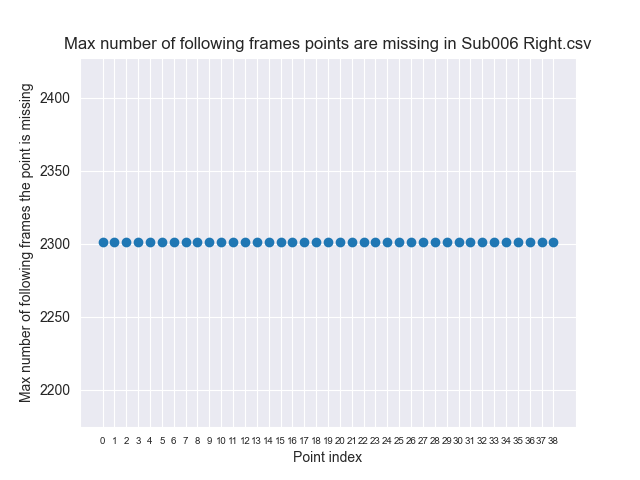 Max number of following frames points are missing in Sub006 Right.csv
Max number of following frames the point is missing
2400
2350
2300
2250
2200
0 1 2 3 4 5 6 7 8 9 10 11 12 13 14 15 16 17 18 19 20 21 22 23 24 25 26 27 28 29 30 31 32 33 34 35 36 37 38
Point index